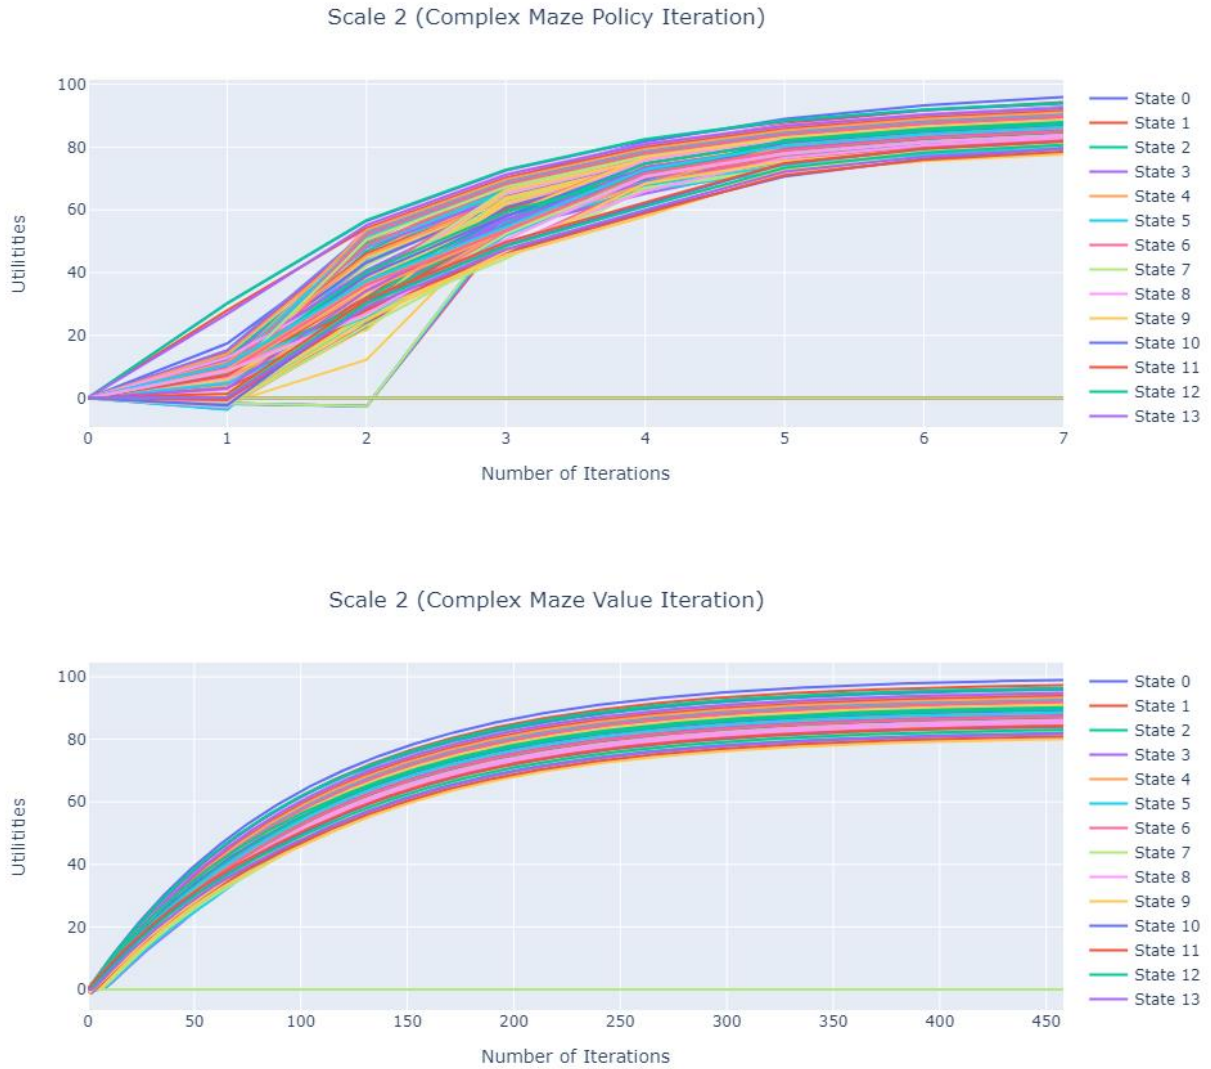 Scale 2 (Complex Maze Policy Iteration)
100
80
60
40
20
0
Utilitities
0 1 2 3 4 5 6 7
Number of Iterations
State 0
State 1
State 2
State 3
State 4
State 5
State 6
State 7
State 8
State 9
State 10
State 11
State 12
State 13
Scale 2 (Complex Maze Value Iteration)
100
80
60
40
20
0
Utilitities
0 50 100 150 200 250 300 350 400 450
Number of Iterations
State 0
State 1
State 2
State 3
State 4
State 5
State 6
State 7
State 8
State 9
State 10
State 11
State 12
State 13